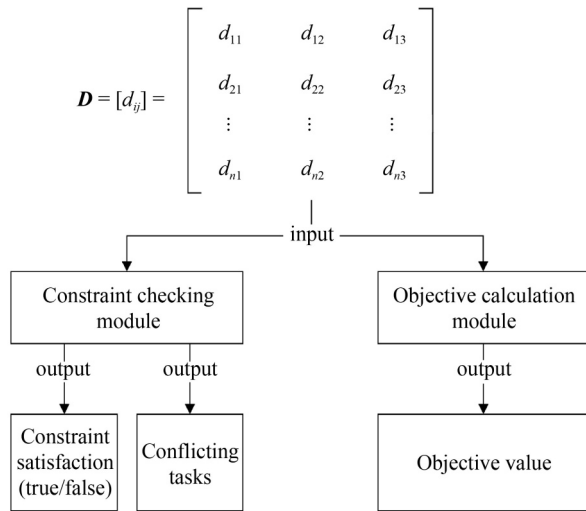 d11 d12 d13
D = [dij] =
d21 d22 d23
⋮ ⋮ ⋮
dn1 dn2 dn3
input
Constraint checking
module
Objective calculation
module
output
output
output
Constraint
satisfaction
(true/false)
Conflicting
tasks
Objective value